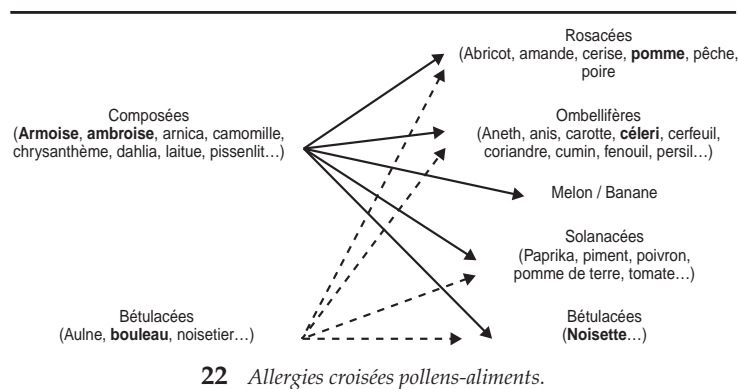 Rosacées
(Abricot, amande, cerise, pomme, pêche,
poire
Composées
(Armoise, ambroise, arnica, camomille,
chrysanthème, dahlia, laitue, pissenlit…)
Ombellifères
(Aneth, anis, carotte, céleri, cerfeuil,
coriandre, cumin, fenouil, persil…)
Melon / Banane
Solanacées
(Paprika, piment, poivron,
pomme de terre, tomate…)
Bétulacées
(Aulne, bouleau, noisetier…)
Bétulacées
(Noisette…)
22 Allergies croisées pollens-aliments.